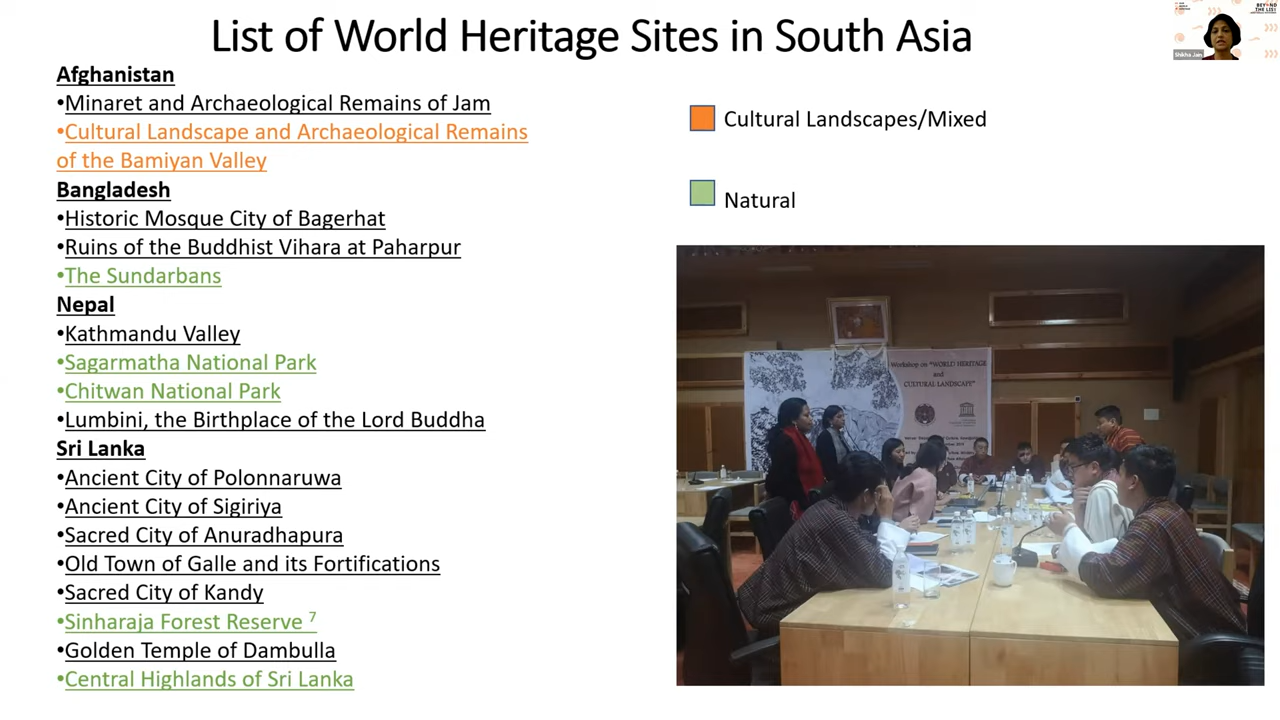 List of World Heritage Sites in South Asia
Afghanistan
•Minaret and Archaeological Remains of Jam
•Cultural Landscape and Archaeological Remains
of the Bamiyan Valley
Bangladesh
•Historic Mosque City of Bagerhat
•Ruins of the Buddhist Vihara at Paharpur
•The Sundarbans
Nepal
•Kathmandu Valley
•Sagarmatha National Park
•Chitwan National Park
•Lumbini, the Birthplace of the Lord Buddha
Sri Lanka
•Ancient City of Polonnaruwa
•Ancient City of Sigiriya
•Sacred City of Anuradhapura
•Old Town of Galle and its Fortifications
•Sacred City of Kandy
•Sinharaja Forest Reserve 7
•Golden Temple of Dambulla
•Central Highlands of Sri Lanka
Cultural Landscapes/Mixed
Natural
Workshop on "WORLD HERITAGE
and
CULTURAL LANDSCAPE"
BEYOND
THE LIST
Shikha Jain